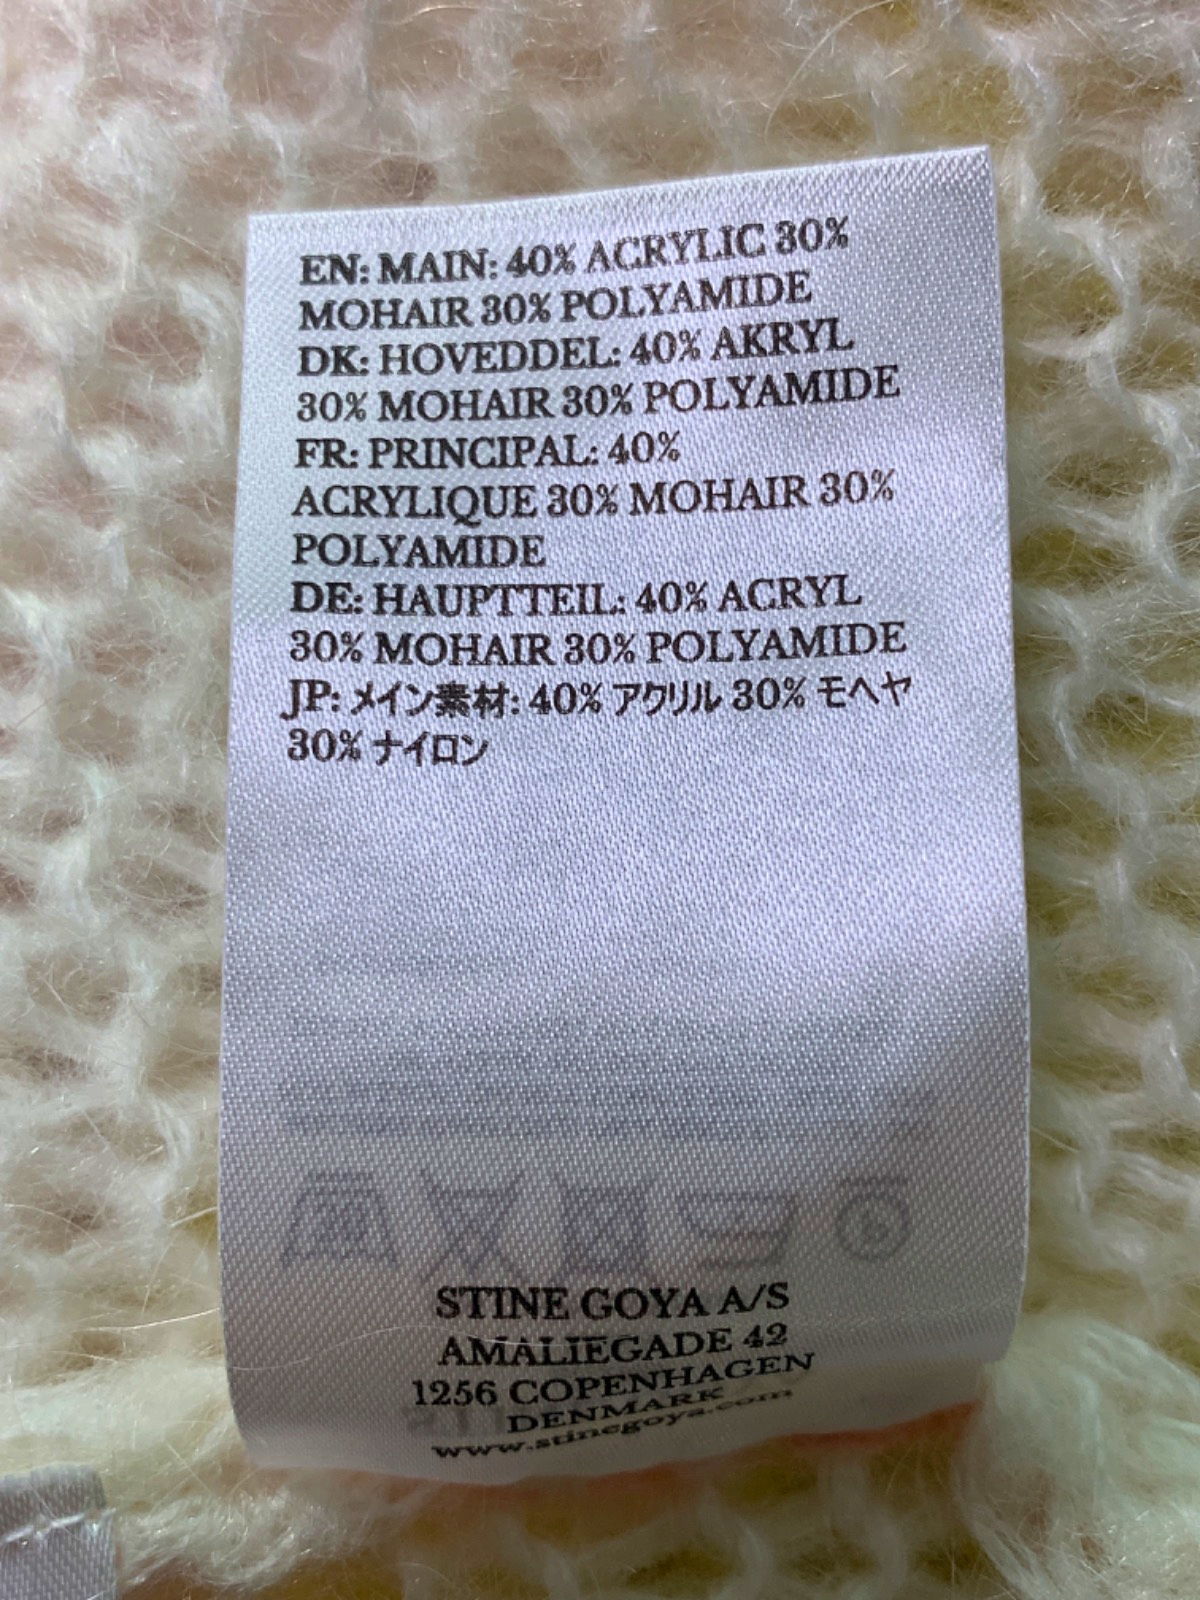 EN: MAIN: 40% ACRYLIC 30%
MOHAIR 30% POLYAMIDE
DK: HOVEDDEL: 40% AKRYL
30% MOHAIR 30% POLYAMIDE
FR: PRINCIPAL: 40%
ACRYLIQUE 30% MOHAIR 30%
POLYAMIDE
DE: HAUPTTEIL: 40% ACRYL
30% MOHAIR 30% POLYAMIDE
JP: メイン素材: 40% アクリル 30% モヘヤ
30% ナイロン
STINE GOYA A/S
AMALIEGADE 42
1256 COPENHAGEN
DENMARK
www.stinegoya.com